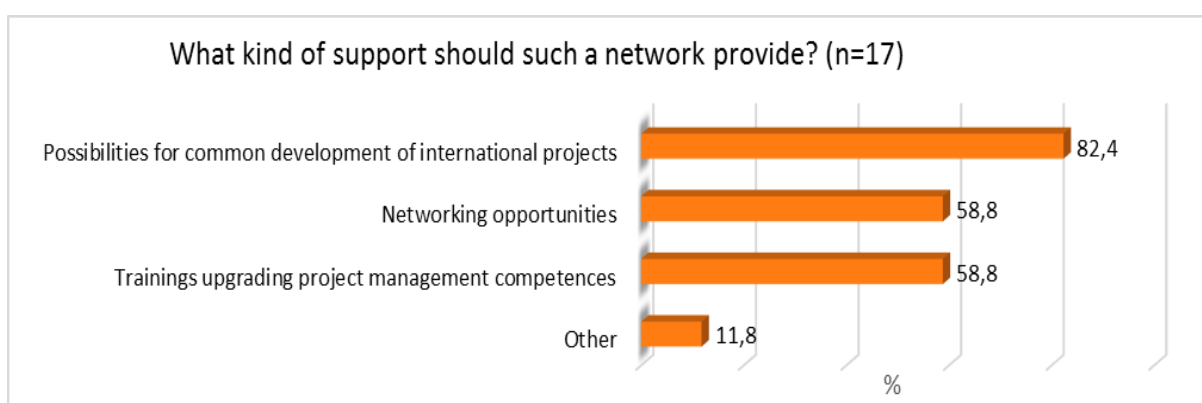 What kind of support should such a network provide? (n=17)
Possibilities for common development of international projects
82,4
Networking opportunities
58,8
Trainings upgrading project management competences
58,8
Other
11,8
%